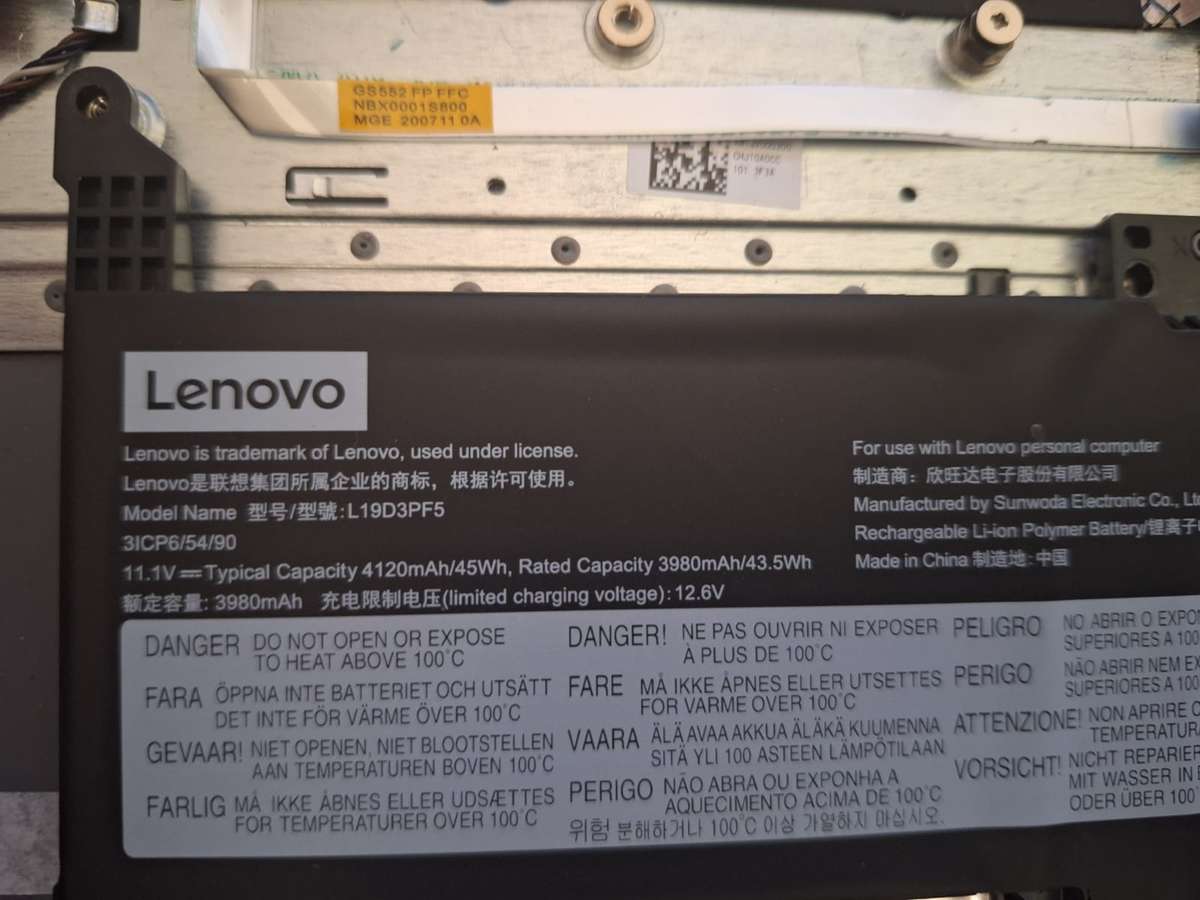 GS552 FP FFC
NBX0001S800
MGE 200711 0A
101 3F3X
Lenovo
Lenovo is trademark of Lenovo, used under license.
Lenovo是联想集团所属企业的商标，根据许可使用。
Model Name 型号/型號:L19D3PF5
3ICP6/54/90
11.1V⎓Typical Capacity 4120mAh/45Wh, Rated Capacity 3980mAh/43.5Wh
额定容量: 3980mAh 充电限制电压(limited charging voltage): 12.6V
For use with Lenovo personal computer
制造商：欣旺达电子股份有限公司
Manufactured by Sunwoda Electronic Co., Ltd
Rechargeable Li-ion Polymer Battery/锂离子
Made in China 制造地: 中国
DANGER DO NOT OPEN OR EXPOSE
TO HEAT ABOVE 100°C
FARA ÖPPNA INTE BATTERIET OCH UTSÄTT
DET INTE FÖR VÄRME ÖVER 100°C
GEVAAR! NIET OPENEN, NIET BLOOTSTELLEN
AAN TEMPERATUREN BOVEN 100°C
FARLIG MÅ IKKE ÅBNES ELLER UDSÆTTES
FOR TEMPERATURER OVER 100°C
DANGER! NE PAS OUVRIR NI EXPOSER
À PLUS DE 100°C
FARE MÅ IKKE ÅPNES ELLER UTSETTES
FOR VARME OVER 100°C
VAARA ÄLÄ AVAA AKKUA ÄLÄKÄ KUUMENNA
SITÄ YLI 100 ASTEEN LÄMPÖTILAAN
PERIGO NÃO ABRA OU EXPONHA A
AQUECIMENTO ACIMA DE 100°C
위험 분해하거나 100°C 이상 가열하지 마십시오.
PELIGRO NO ABRIR O
SUPERIORES A 100
PERIGO NÃO ABRIR NEM
SUPERIORES A 100
ATTENZIONE! NON APRIRE
TEMPERATURA
VORSICHT! NICHT REPARIEREN
MIT WASSER IN
ODER ÜBER 100